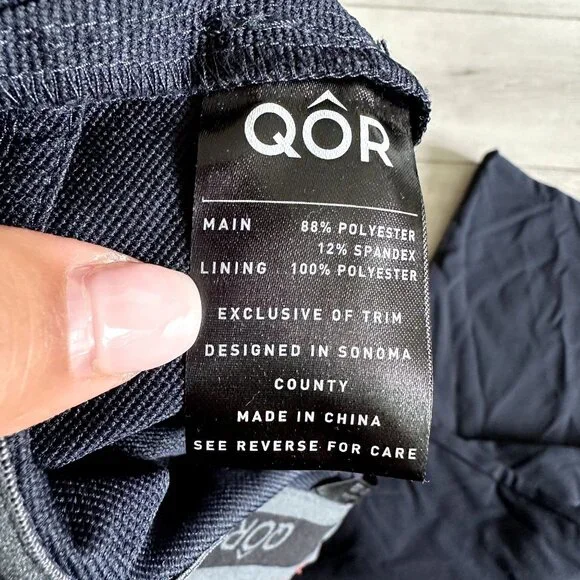 QÔR
MAIN 88% POLYESTER
12% SPANDEX
LINING 100% POLYESTER
EXCLUSIVE OF TRIM
DESIGNED IN SONOMA
COUNTY
MADE IN CHINA
SEE REVERSE FOR CARE
QÔR